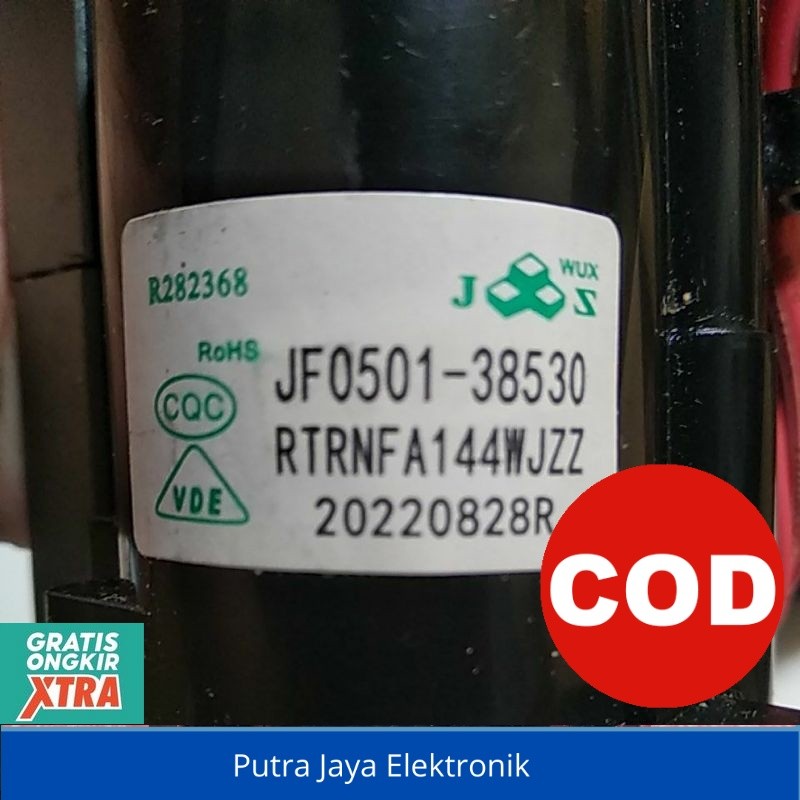 R282368
J WUX Z
RoHS
JF0501-38530
CQC
RTRNFA144WJZZ
VDE
20220828R
COD
GRATIS
ONGKIR
XTRA
Putra Jaya Elektronik